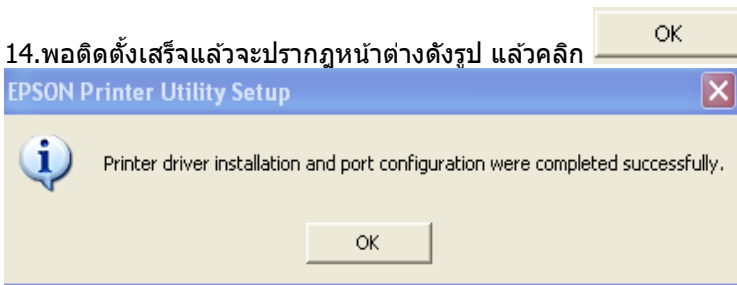 14.พอติดตั้งเสร็จแล้วจะปรากฎหน้าต่างดังรูป แล้วคลิก OK
EPSON Printer Utility Setup
Printer driver installation and port configuration were completed successfully.
OK